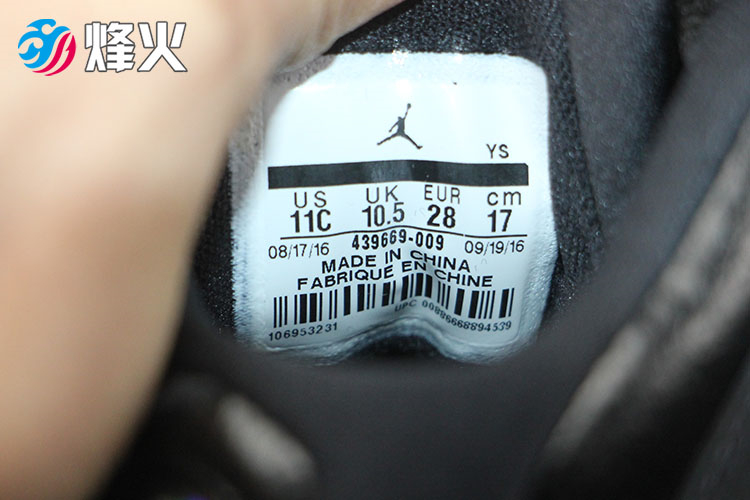 烽火
YS
US UK EUR cm
11C 10.5 28 17
08/17/16 439669-009 09/19/16
MADE IN CHINA
FABRIQUE EN CHINE
106953231 UPC 00886668894539